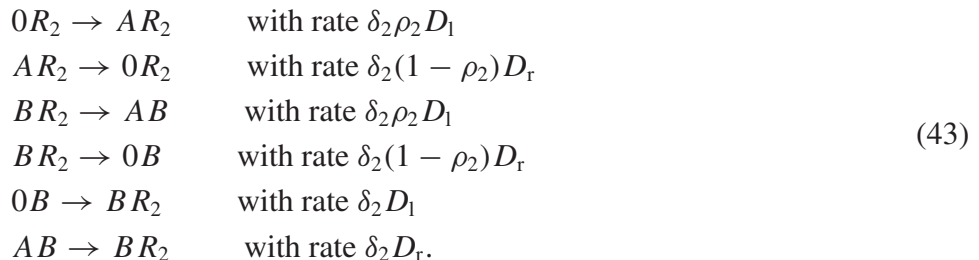 0R₂ → AR₂ with rate δ₂ρ₂D_l
AR₂ → 0R₂ with rate δ₂(1 − ρ₂)D_r
BR₂ → AB with rate δ₂ρ₂D_l
BR₂ → 0B with rate δ₂(1 − ρ₂)D_r
0B → BR₂ with rate δ₂D_l
AB → BR₂ with rate δ₂D_r.
(43)